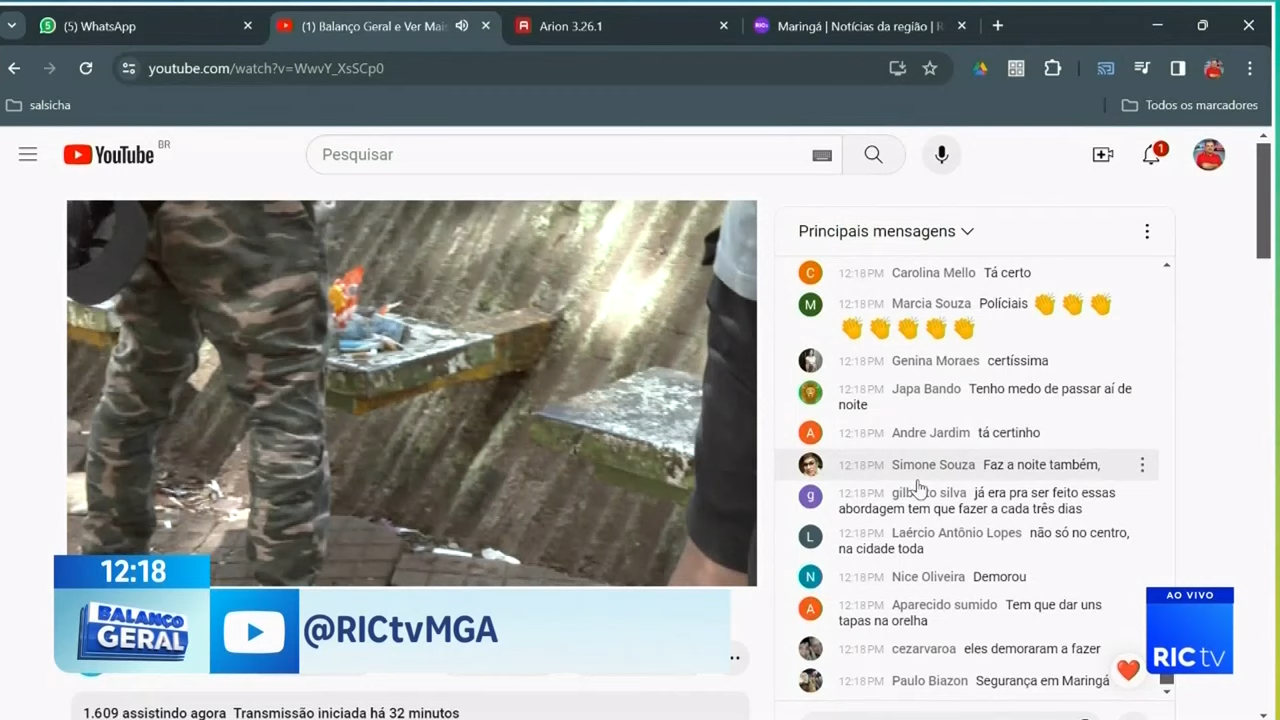 (5) WhatsApp
(1) Balanço Geral e Ver Mais
Arion 3.26.1
Maringá | Notícias da região | R
youtube.com/watch?v=WwvY_XsSCp0
salsicha
Todos os marcadores
YouTube BR
Pesquisar
1
Principais mensagens
12:18PM Carolina Mello Tá certo
12:18PM Marcia Souza Políciais 👏👏👏
👏👏👏👏👏
12:18PM Genina Moraes certíssima
12:18PM Japa Bando Tenho medo de passar aí de
noite
12:18PM Andre Jardim tá certinho
12:18PM Simone Souza Faz a noite também,
12:18PM gilberto silva já era pra ser feito essas
abordagem tem que fazer a cada três dias
12:18PM Laércio Antônio Lopes não só no centro,
na cidade toda
12:18PM Nice Oliveira Demorou
12:18PM Aparecido sumido Tem que dar uns
tapas na orelha
12:18PM cezarvaroa eles demoraram a fazer
12:18PM Paulo Biazon Segurança em Maringá
C
M
A
g
L
N
A
12:18
BALANÇO
GERAL
@RICtvMGA
AO VIVO
RIC tv
1.609 assistindo agora Transmissão iniciada há 32 minutos